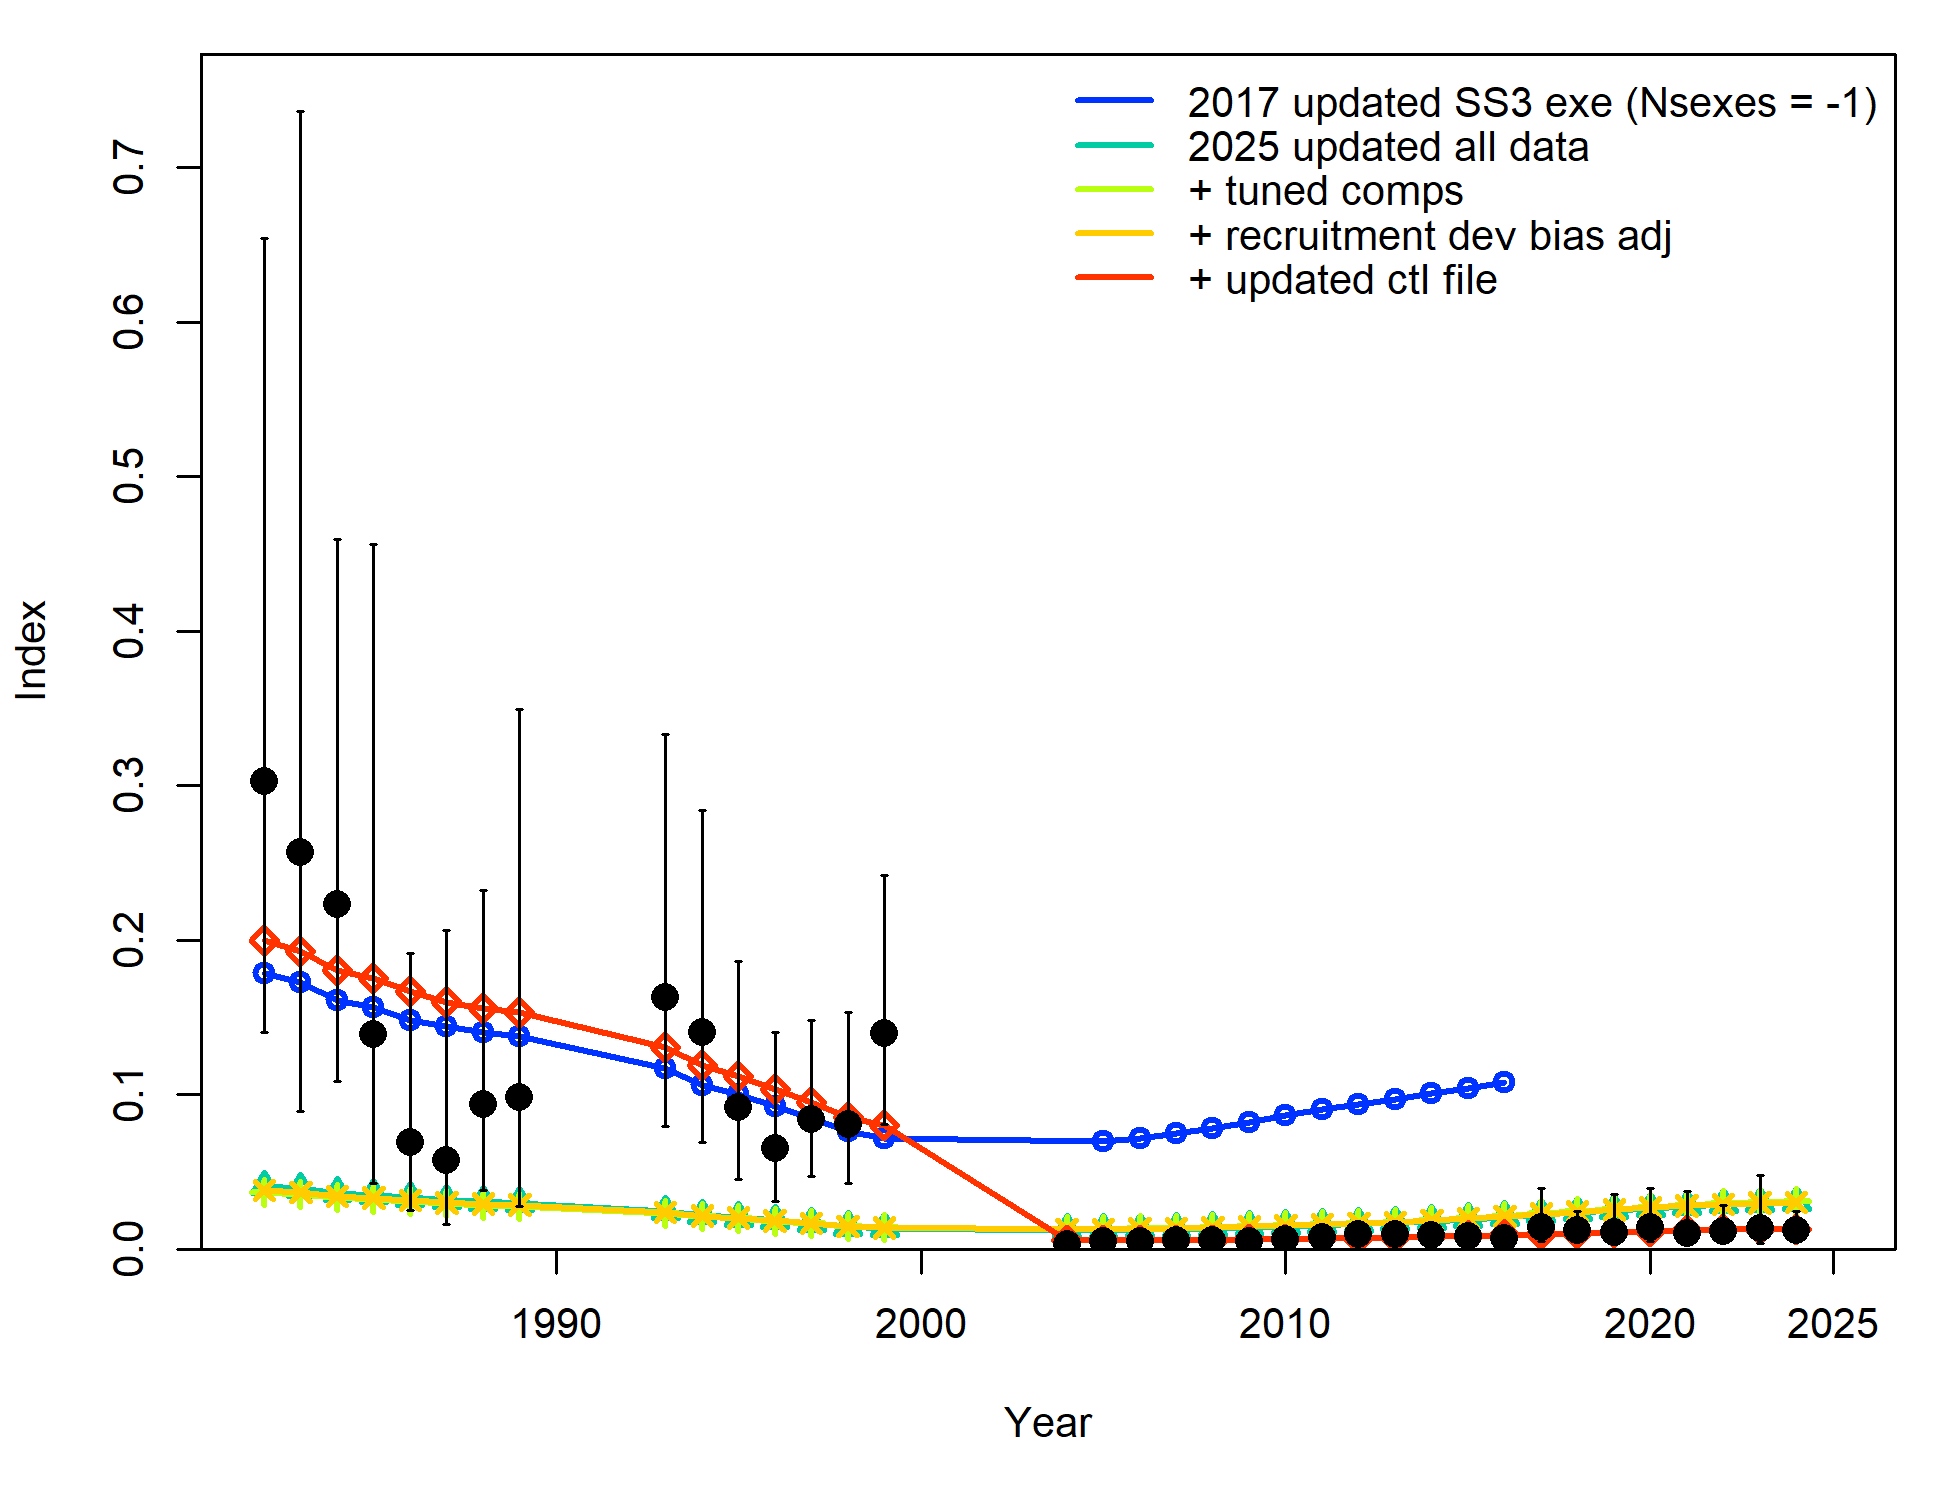 2017 updated SS3 exe (Nsexes = -1)
2025 updated all data
+ tuned comps
+ recruitment dev bias adj
+ updated ctl file
0.7
0.6
0.5
0.4
0.3
0.2
0.1
0.0
Index
1990 2000 2010 2020 2025
Year